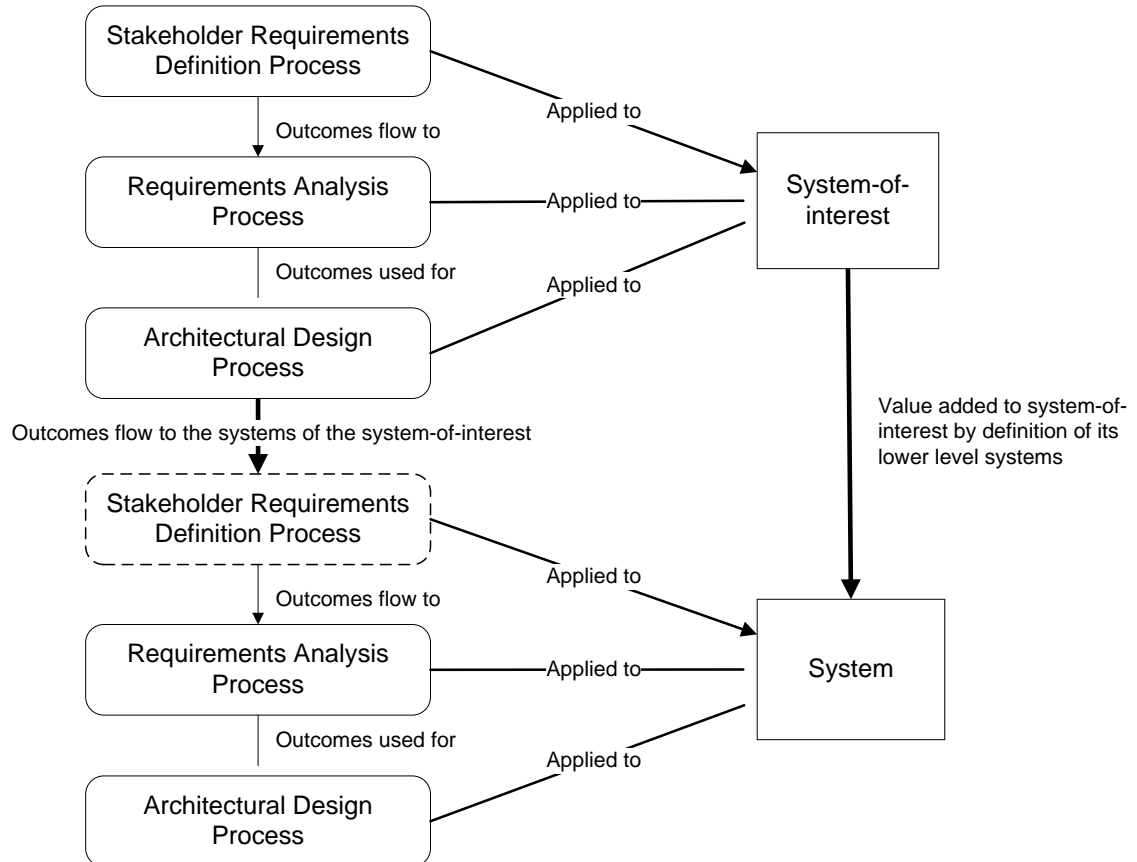 Stakeholder Requirements
Definition Process
Applied to
Outcomes flow to
Requirements Analysis
Process
Applied to
System-of-
interest
Outcomes used for
Applied to
Architectural Design
Process
Value added to system-of-
interest by definition of its
lower level systems
Outcomes flow to the systems of the system-of-interest
Stakeholder Requirements
Definition Process
Applied to
Outcomes flow to
Requirements Analysis
Process
Applied to
System
Outcomes used for
Applied to
Architectural Design
Process